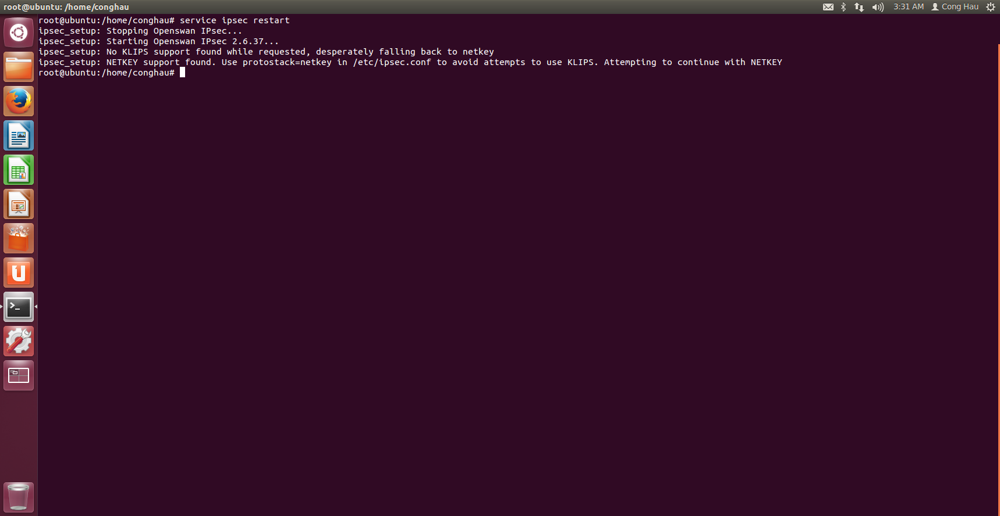 root@ubuntu: /home/conghau
3:31 AM Cong Hau
root@ubuntu:/home/conghau# service ipsec restart
ipsec_setup: Stopping Openswan IPsec...
ipsec_setup: Starting Openswan IPsec 2.6.37...
ipsec_setup: No KLIPS support found while requested, desperately falling back to netkey
ipsec_setup: NETKEY support found. Use protostack=netkey in /etc/ipsec.conf to avoid attempts to use KLIPS. Attempting to continue with NETKEY
root@ubuntu:/home/conghau#